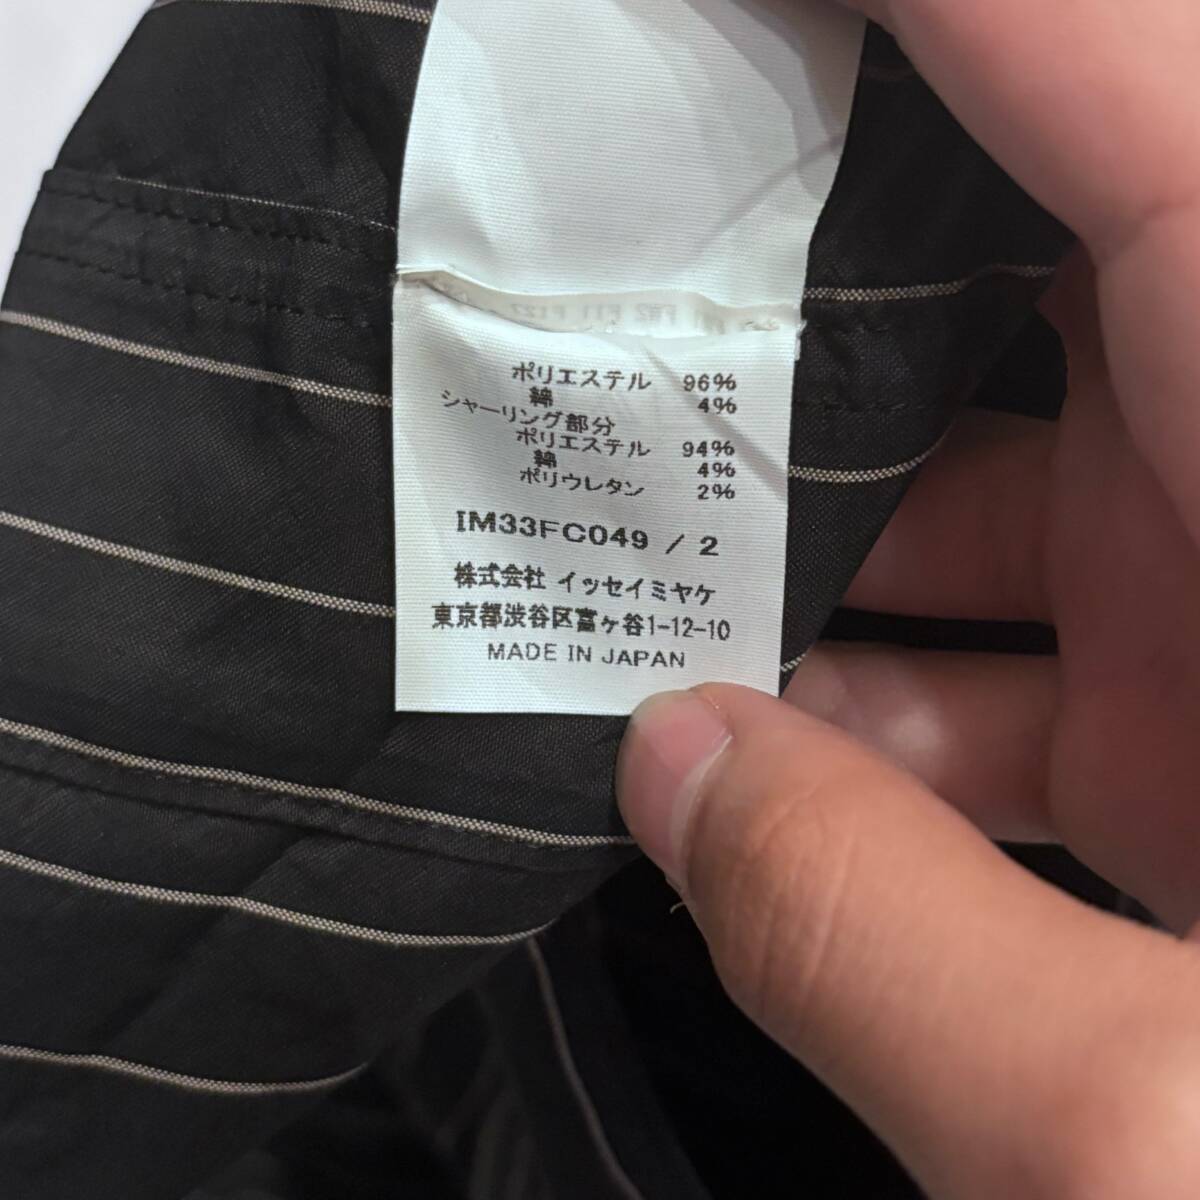 ポリエステル 96%
綿 4%
シャーリング部分
ポリエステル 94%
綿 4%
ポリウレタン 2%
IM33FC049 / 2
株式会社 イッセイミヤケ
東京都渋谷区富ヶ谷1-12-10
MADE IN JAPAN